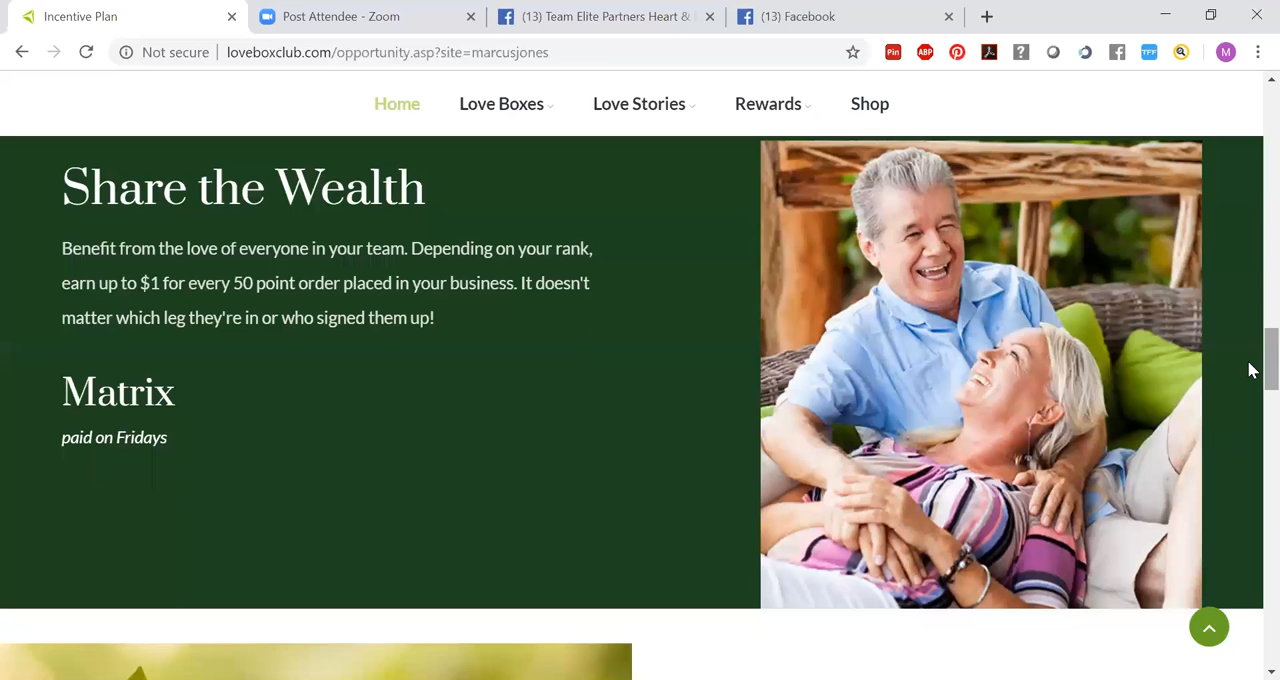 Incentive Plan
Post Attendee - Zoom
(13) Team Elite Partners Heart &
(13) Facebook
Not secure
loveboxclub.com/opportunity.asp?site=marcusjones
Pin
ABP
?
TFF
M
Home
Love Boxes
Love Stories
Rewards
Shop
Share the Wealth
Benefit from the love of everyone in your team. Depending on your rank,
earn up to $1 for every 50 point order placed in your business. It doesn't
matter which leg they're in or who signed them up!
Matrix
paid on Fridays